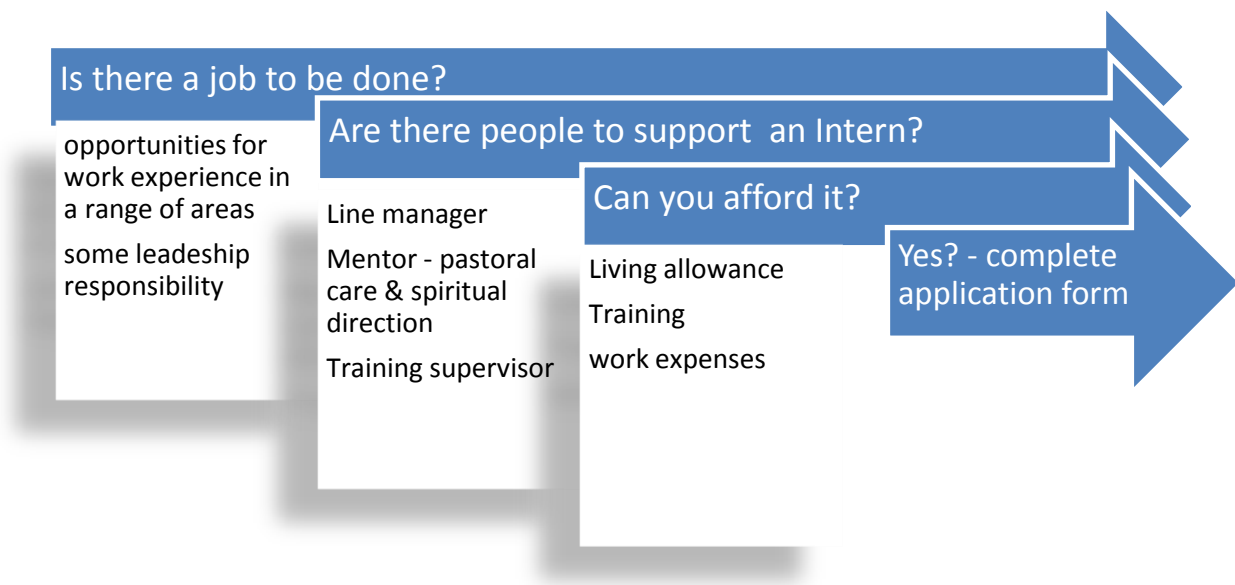 Is there a job to be done?
opportunities for
work experience in
a range of areas
some leadeship
responsibility
Are there people to support  an Intern?
Line manager
Mentor - pastoral
care & spiritual
direction
Training supervisor
Can you afford it?
Living allowance
Training
work expenses
Yes? - complete
application form